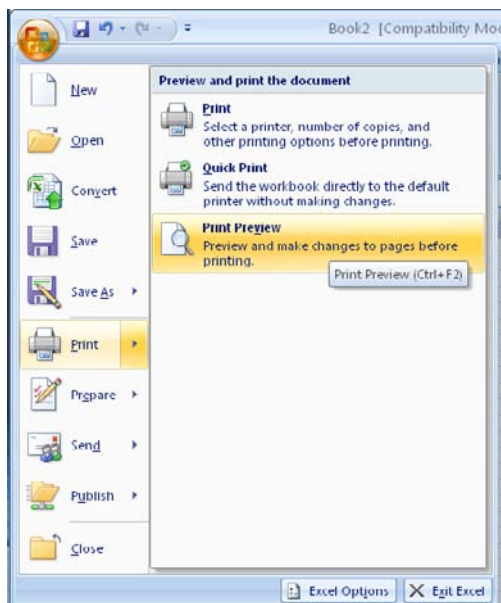 Book2 [Compatibility Mo
New
Open
Convert
Save
Save As
Print
Prepare
Send
Publish
Close
Preview and print the document
Print
Select a printer, number of copies, and
other printing options before printing.
Quick Print
Send the workbook directly to the default
printer without making changes.
Print Preview
Preview and make changes to pages before
printing.
Print Preview (Ctrl+F2)
Excel Options
Exit Excel